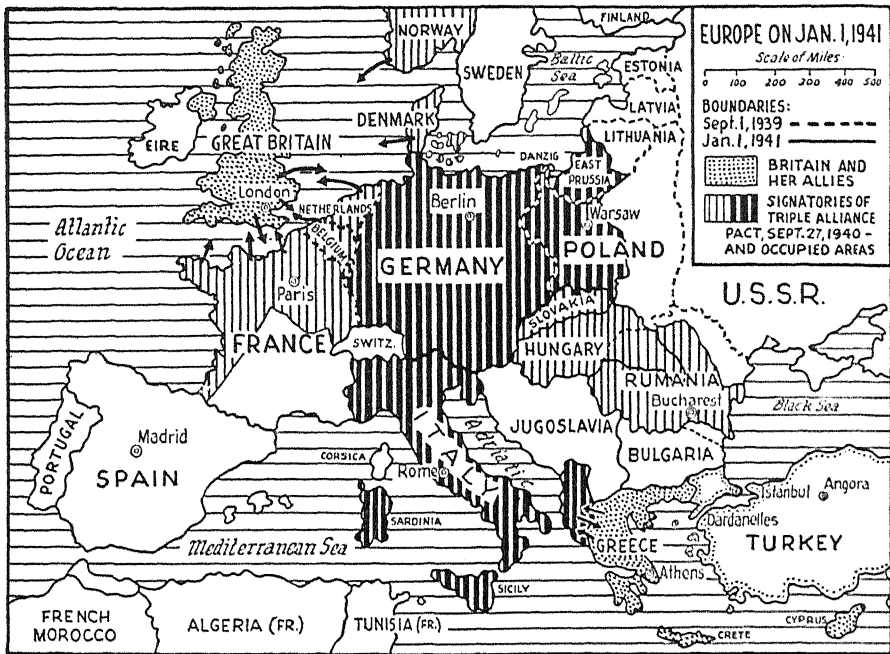 EUROPE ON JAN. 1, 1941
Scale of Miles
0 100 200 300 400 500
BOUNDARIES:
Sept. 1, 1939
Jan. 1, 1941
BRITAIN AND
HER ALLIES
SIGNATORIES OF
TRIPLE ALLIANCE
PACT, SEPT. 27, 1940 -
AND OCCUPIED AREAS
NORWAY
FINLAND
SWEDEN
Baltic
Sea
ESTONIA
LATVIA
LITHUANIA
DENMARK
EIRE
GREAT BRITAIN
DANZIG
EAST
PRUSSIA
London
NETHERLANDS
Berlin
Warsaw
BELGIUM
Atlantic
Ocean
GERMANY
POLAND
Paris
U.S.S.R.
SLOVAKIA
FRANCE
SWITZ.
HUNGARY
RUMANIA
Bucharest
Black Sea
ITALY
Adriatic
JUGOSLAVIA
BULGARIA
PORTUGAL
Madrid
SPAIN
CORSICA
Rome
Istanbul
Angora
Dardanelles
SARDINIA
Mediterranean Sea
GREECE
TURKEY
Athens
SICILY
FRENCH
MOROCCO
ALGERIA (FR.)
TUNISIA (FR.)
CRETE
CYPRUS